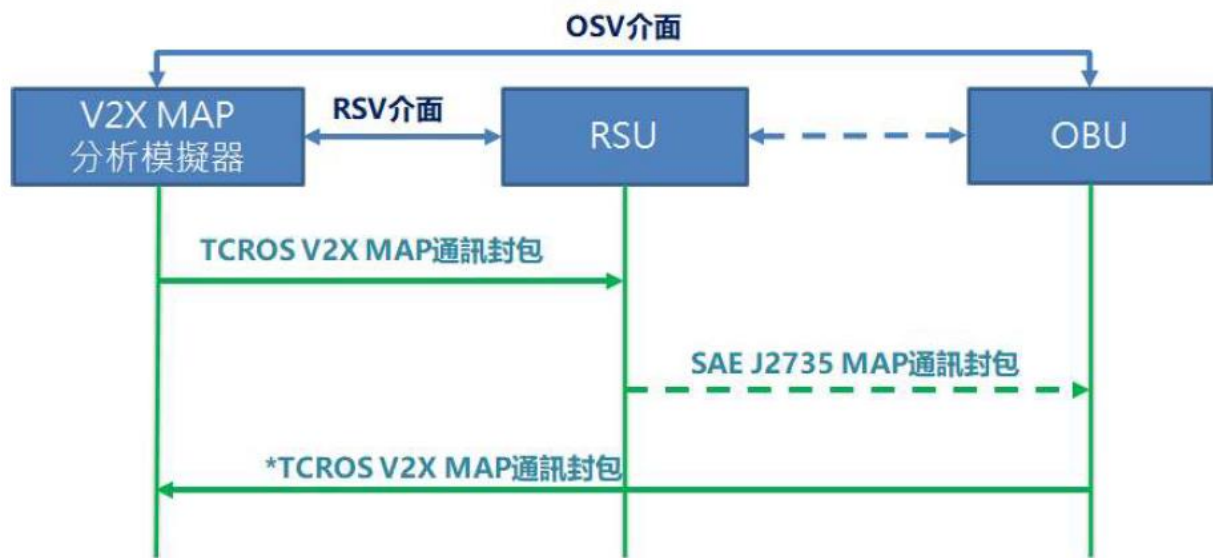 OSV介面
V2X MAP
分析模擬器
RSV介面
RSU
OBU
TCROS V2X MAP通訊封包
SAE J2735 MAP通訊封包
*TCROS V2X MAP通訊封包